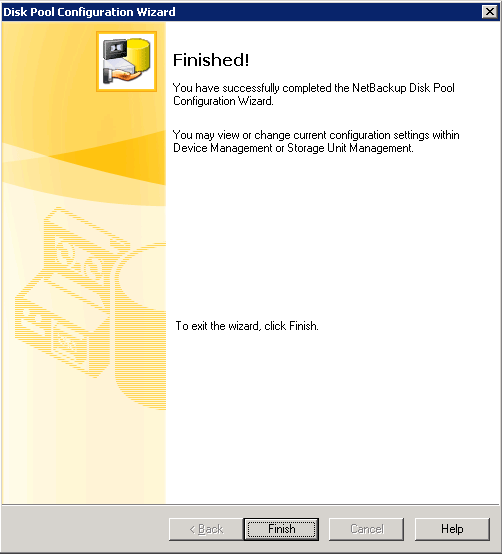 Disk Pool Configuration Wizard
Finished!
You have successfully completed the NetBackup Disk Pool
Configuration Wizard.
You may view or change current configuration settings within
Device Management or Storage Unit Management.
To exit the wizard, click Finish.
< Back
Finish
Cancel
Help